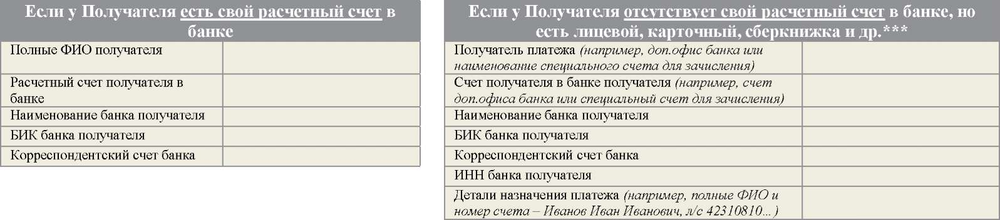 Если у Получателя есть свой расчетный счет в
банке
Полные ФИО получателя
Расчетный счет получателя в
банке
Наименование банка получателя
БИК банка получателя
Корреспондентский счет банка
Если у Получателя отсутствует свой расчетный счет в банке, но
есть лицевой, карточный, сберкнижка и др.***
Получатель платежа (например, доп.офис банка или
наименование специального счета для зачисления)
Счет получателя в банке получателя (например, счет
доп.офиса банка или специальный счет для зачисления)
Наименование банка получателя
БИК банка получателя
Корреспондентский счет банка
ИНН банка получателя
Детали назначения платежа (например, полные ФИО и
номер счета – Иванов Иван Иванович, л/с 42310810...)